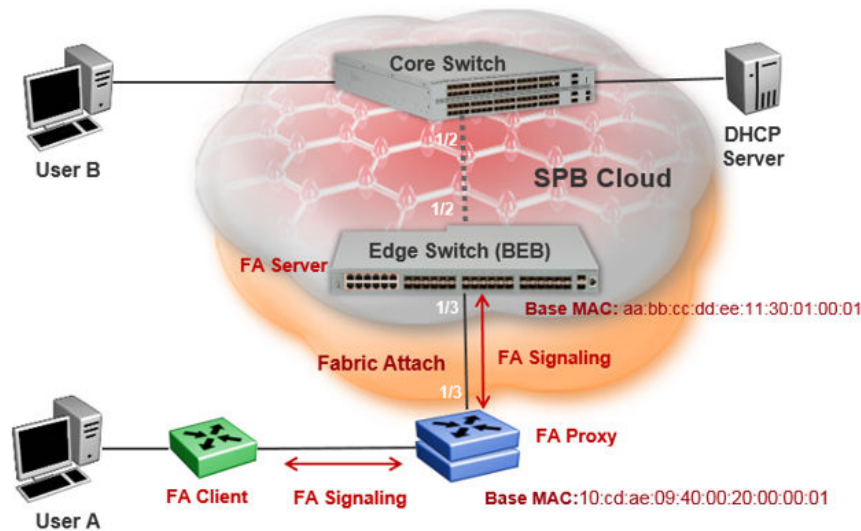 Core Switch
User B
DHCP
Server
1/2
SPB Cloud
1/2
Edge Switch (BEB)
FA Server
1/3
Base MAC: aa:bb:cc:dd:ee:11:30:01:00:01
Fabric Attach
FA Signaling
1/3
FA Proxy
FA Client
FA Signaling
Base MAC:10:cd:ae:09:40:00:20:00:00:01
User A